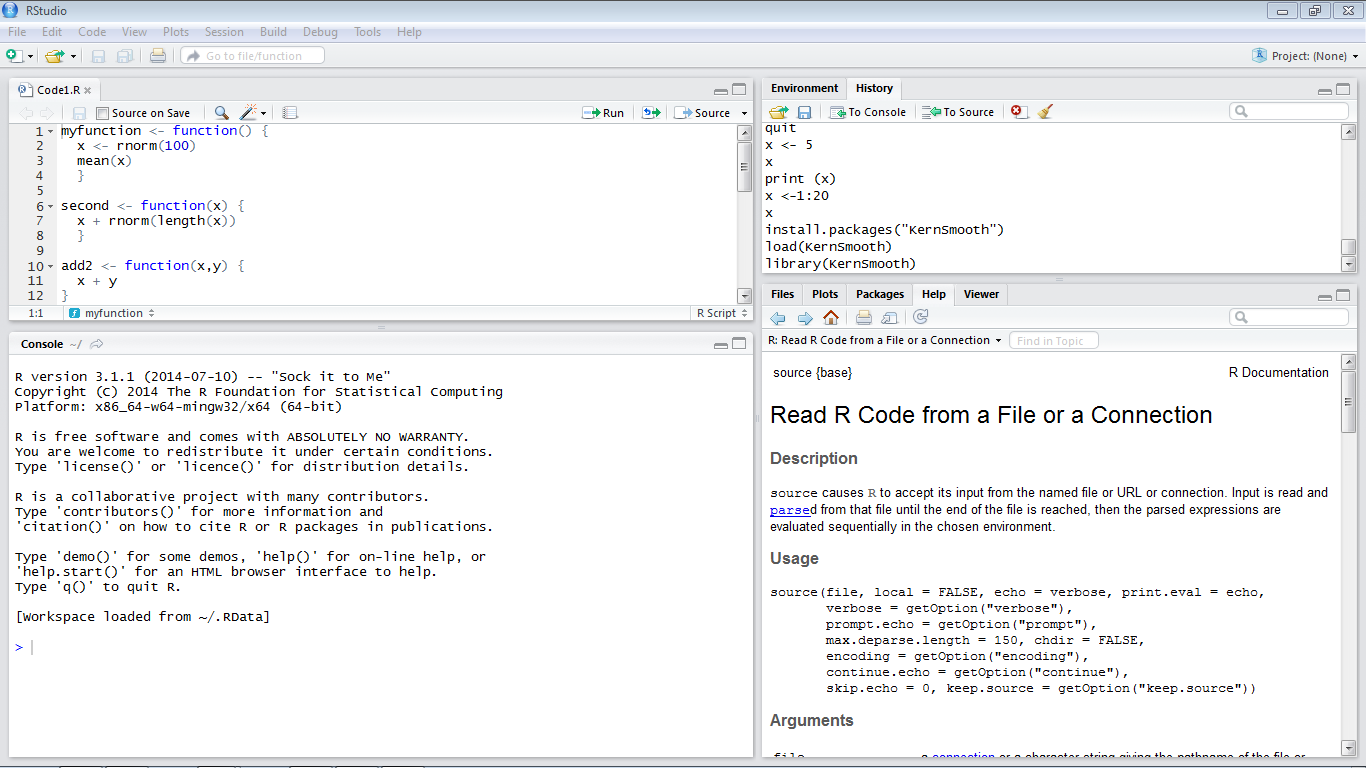 RStudio
File Edit Code View Plots Session Build Debug Tools Help
Go to file/function
Project: (None)
Code1.R
Source on Save
Run
Source
1 myfunction <- function() {
2   x <- rnorm(100)
3   mean(x)
4   }
5
6 second <- function(x) {
7   x + rnorm(length(x))
8   }
9
10 add2 <- function(x,y) {
11   x + y
12 }
1:1 myfunction R Script
Console ~/
R version 3.1.1 (2014-07-10) -- "Sock it to Me"
Copyright (C) 2014 The R Foundation for Statistical Computing
Platform: x86_64-w64-mingw32/x64 (64-bit)
R is free software and comes with ABSOLUTELY NO WARRANTY.
You are welcome to redistribute it under certain conditions.
Type 'license()' or 'licence()' for distribution details.
R is a collaborative project with many contributors.
Type 'contributors()' for more information and
'citation()' on how to cite R or R packages in publications.
Type 'demo()' for some demos, 'help()' for on-line help, or
'help.start()' for an HTML browser interface to help.
Type 'q()' to quit R.
[Workspace loaded from ~/.RData]
>
Environment History
To Console To Source
quit
x <- 5
x
print (x)
x <-1:20
x
install.packages("KernSmooth")
load(KernSmooth)
library(KernSmooth)
Files Plots Packages Help Viewer
R: Read R Code from a File or a Connection Find in Topic
source {base} R Documentation
Read R Code from a File or a Connection
Description
source causes R to accept its input from the named file or URL or connection. Input is read and
parsed from that file until the end of the file is reached, then the parsed expressions are
evaluated sequentially in the chosen environment.
Usage
source(file, local = FALSE, echo = verbose, print.eval = echo,
verbose = getOption("verbose"),
prompt.echo = getOption("prompt"),
max.deparse.length = 150, chdir = FALSE,
encoding = getOption("encoding"),
continue.echo = getOption("continue"),
skip.echo = 0, keep.source = getOption("keep.source"))
Arguments
file a connection or a character string giving the pathname of the file or